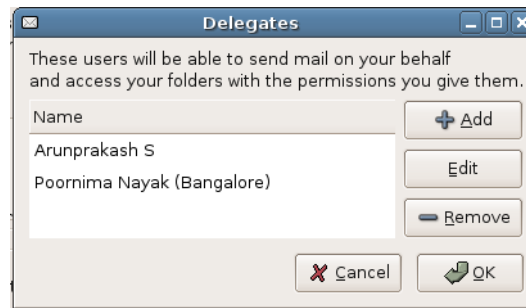 Delegates
These users will be able to send mail on your behalf
and access your folders with the permissions you give them.
Name
Add
Arunprakash S
Edit
Poornima Nayak (Bangalore)
Remove
Cancel
OK